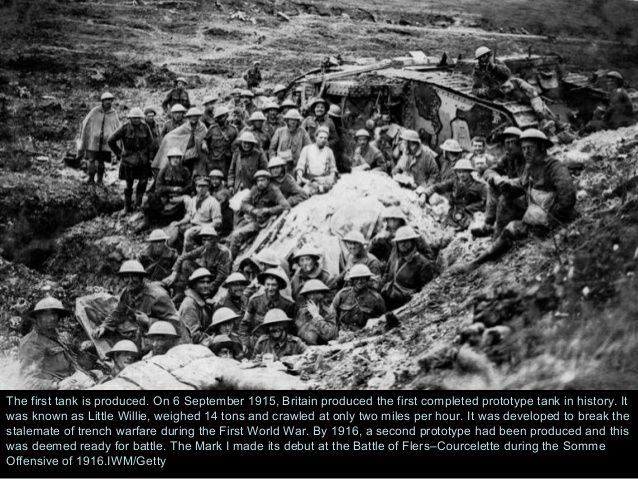 The first tank is produced. On 6 September 1915, Britain produced the first completed prototype tank in history. It
was known as Little Willie, weighed 14 tons and crawled at only two miles per hour. It was developed to break the
stalemate of trench warfare during the First World War. By 1916, a second prototype had been produced and this
was deemed ready for battle. The Mark I made its debut at the Battle of Flers–Courcelette during the Somme
Offensive of 1916.IWM/Getty